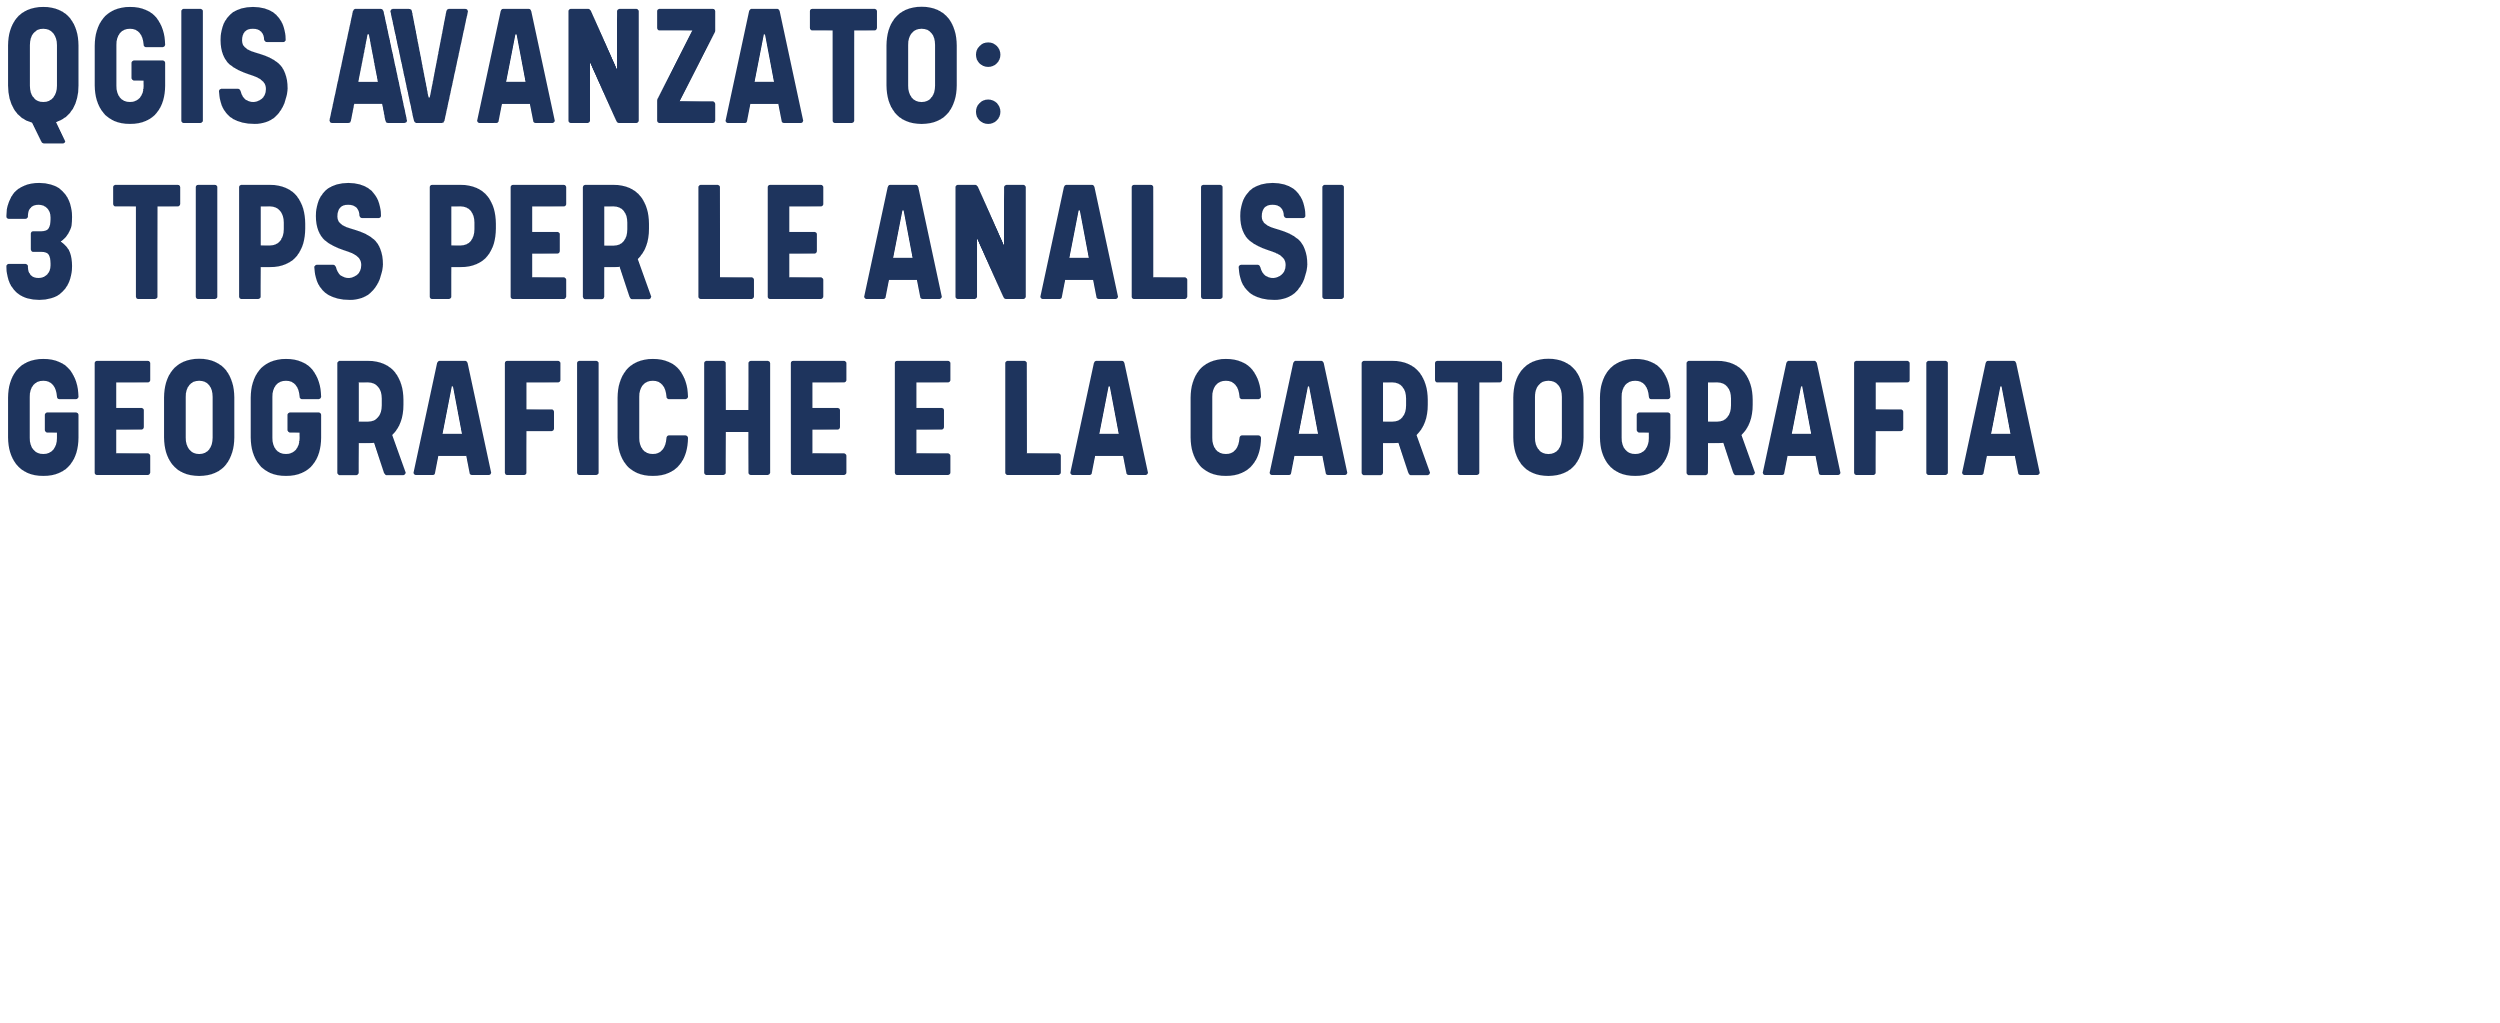 QGIS AVANZATO:
3 TIPS PER LE ANALISI
GEOGRAFICHE E LA CARTOGRAFIA